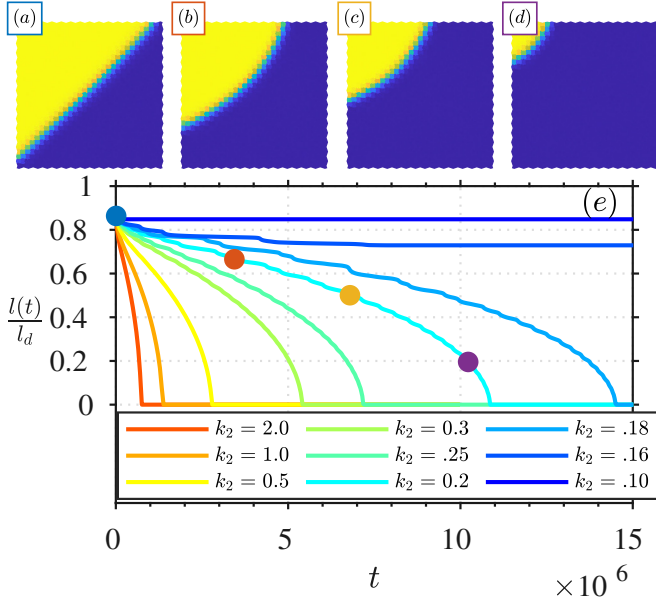 (a) (b) (c) (d)
(e)
1
0.8
0.6
0.4
0.2
0
l(t)
l_d
k_2 = 2.0 k_2 = 0.3 k_2 = .18
k_2 = 1.0 k_2 = .25 k_2 = .16
k_2 = 0.5 k_2 = 0.2 k_2 = .10
0 5 10 15
t
×10^6